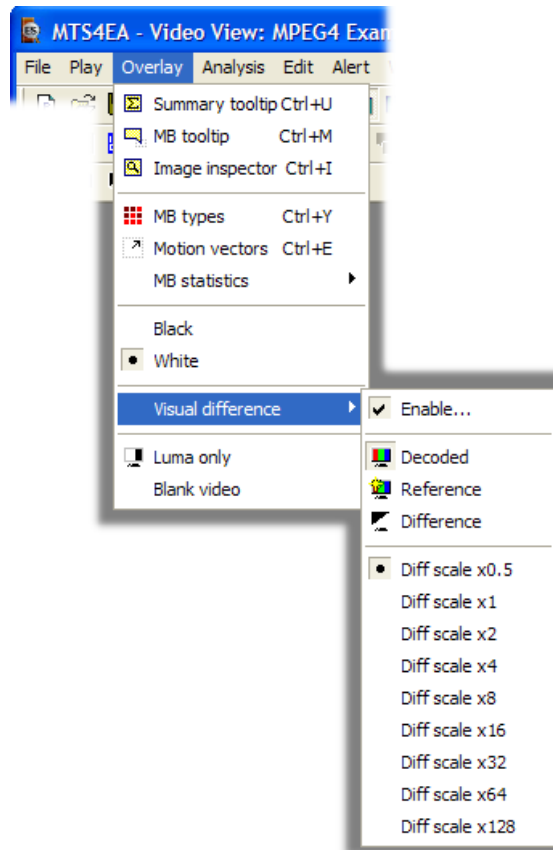 MTS4EA - Video View: MPEG4 Exam
File Play Overlay Analysis Edit Alert
Summary tooltip Ctrl+U
MB tooltip Ctrl+M
Image inspector Ctrl+I
MB types Ctrl+Y
Motion vectors Ctrl+E
MB statistics
Black
White
Visual difference
Luma only
Blank video
Enable...
Decoded
Reference
Difference
Diff scale x0.5
Diff scale x1
Diff scale x2
Diff scale x4
Diff scale x8
Diff scale x16
Diff scale x32
Diff scale x64
Diff scale x128